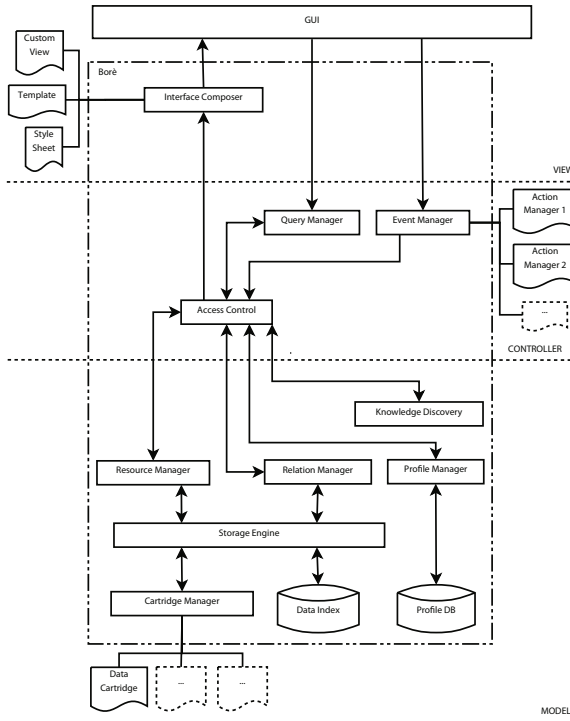 GUI
Custom
View
Borè
Template
Interface Composer
Style
Sheet
VIEW
Action
Manager 1
Query Manager
Event Manager
Action
Manager 2
...
Access Control
CONTROLLER
Knowledge Discovery
Resource Manager
Relation Manager
Profile Manager
Storage Engine
Cartridge Manager
Data Index
Profile DB
Data
Cartridge
...
...
MODEL